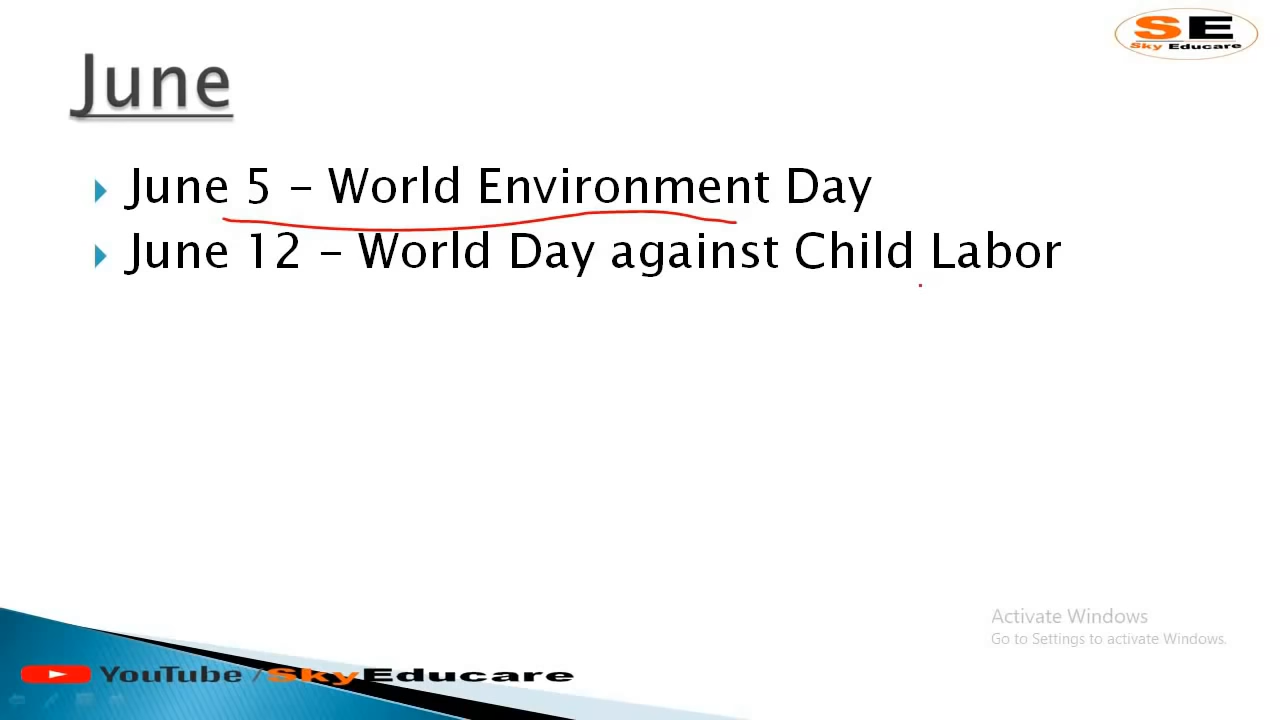 SE
Sky Educare
June
June 5 – World Environment Day
June 12 – World Day against Child Labor
Activate Windows
Go to Settings to activate Windows.
YouTube /SkyEducare